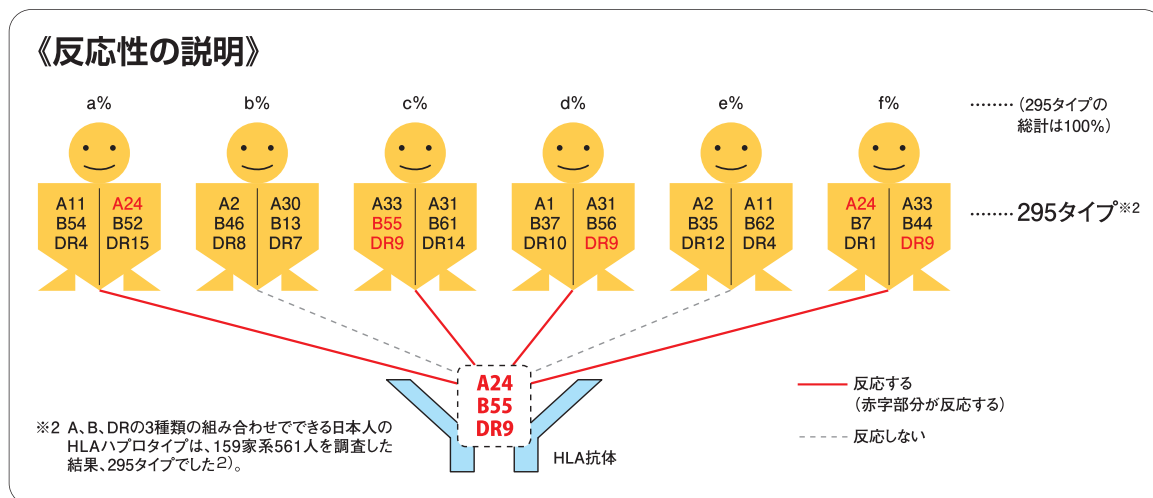 《反応性の説明》
a%
b%
c%
d%
e%
f%
……… （295タイプの
総計は100%）
A11 A24
B54 B52
DR4 DR15
A2 A30
B46 B13
DR8 DR7
A33 A31
B55 B61
DR9 DR14
A1 A31
B37 B56
DR10 DR9
A2 A11
B35 B62
DR12 DR4
A24 A33
B7 B44
DR1 DR9
……… 295タイプ※2
A24
B55
DR9
HLA抗体
反応する
（赤字部分が反応する）
反応しない
※2 A、B、DRの3種類の組み合わせでできる日本人の
HLAハプロタイプは、159家系561人を調査した
結果、295タイプでした2）。